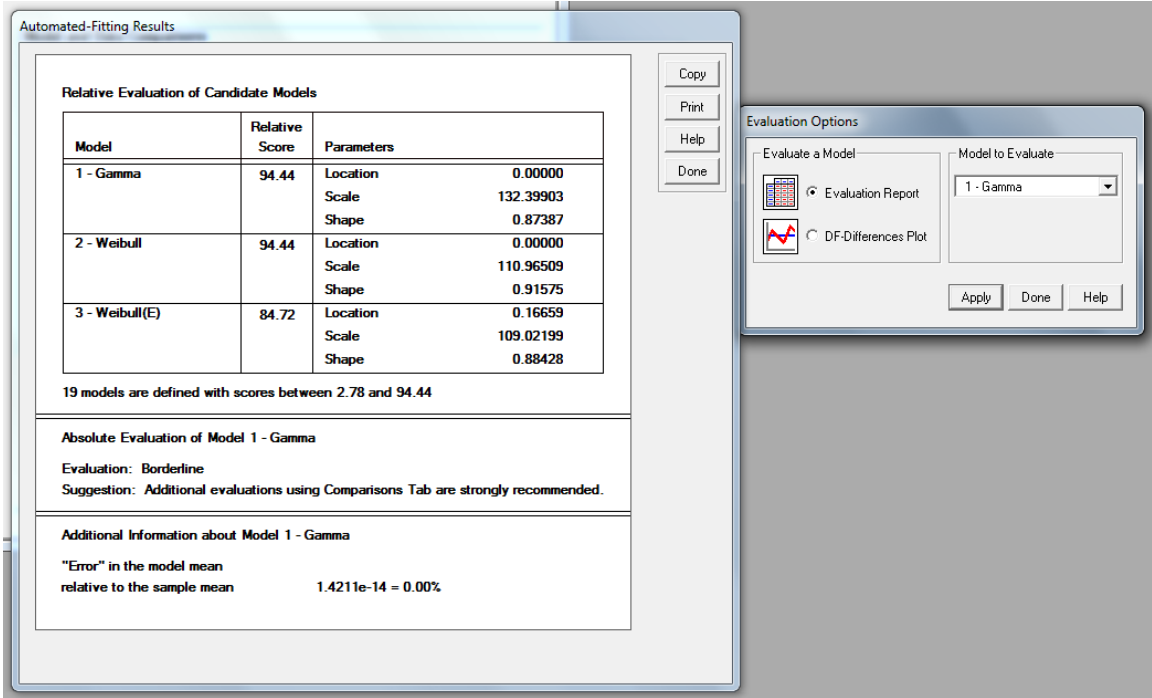 Automated-Fitting Results
Relative Evaluation of Candidate Models
Model Relative Score Parameters
1 - Gamma 94.44 Location 0.00000
Scale 132.39903
Shape 0.87387
2 - Weibull 94.44 Location 0.00000
Scale 110.96509
Shape 0.91575
3 - Weibull(E) 84.72 Location 0.16659
Scale 109.02199
Shape 0.88428
19 models are defined with scores between 2.78 and 94.44
Absolute Evaluation of Model 1 - Gamma
Evaluation: Borderline
Suggestion: Additional evaluations using Comparisons Tab are strongly recommended.
Additional Information about Model 1 - Gamma
"Error" in the model mean
relative to the sample mean 1.4211e-14 = 0.00%
Copy
Print
Help
Done
Evaluation Options
Evaluate a Model
Evaluation Report
DF-Differences Plot
Model to Evaluate
1 - Gamma
Apply Done Help